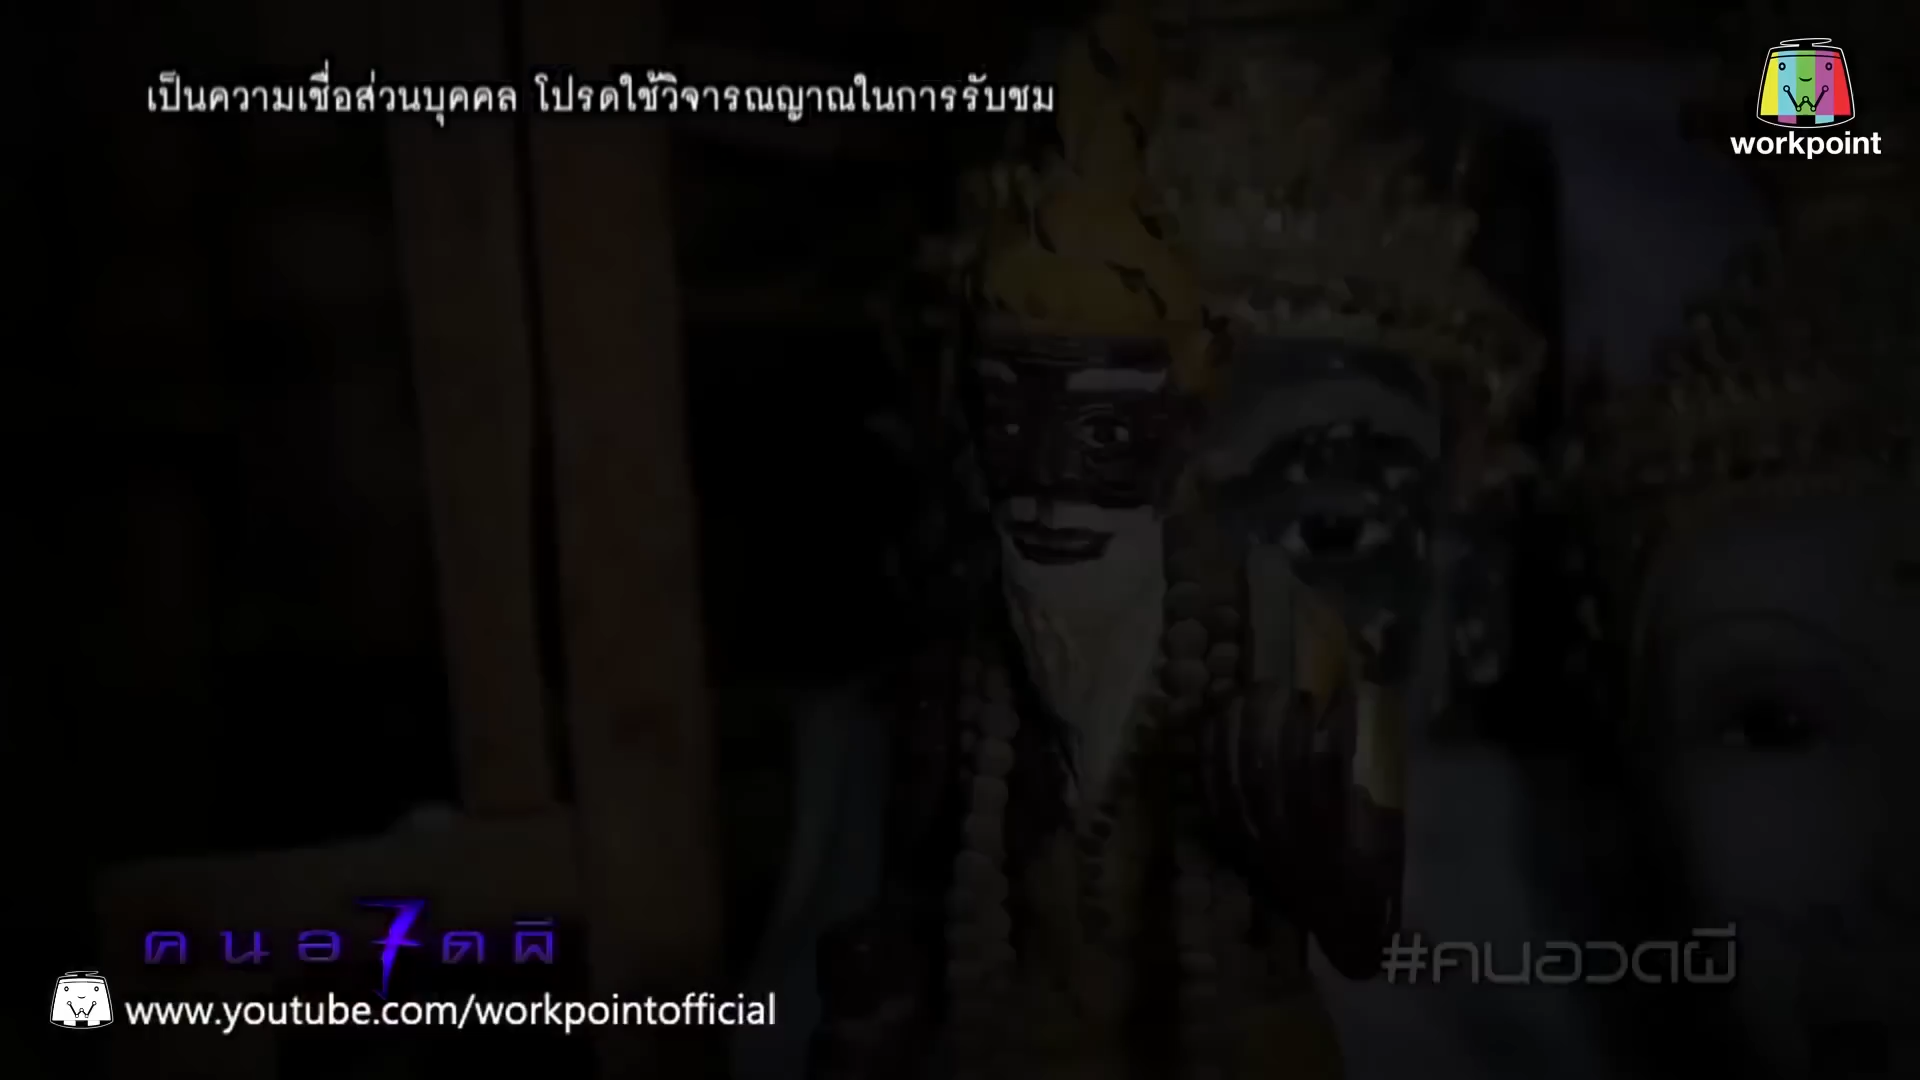 เป็นความเชื่อส่วนบุคคล โปรดใช้วิจารณญาณในการรับชม
workpoint
คนอ7ดผี
#คนอวดผี
www.youtube.com/workpointofficial